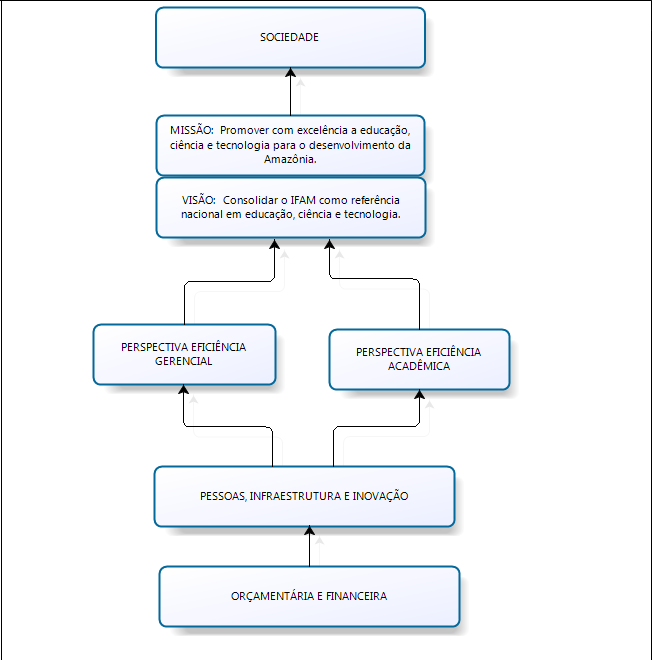 SOCIEDADE
MISSÃO:  Promover com excelência a educação,
ciência e tecnologia para o desenvolvimento da
Amazônia.
VISÃO:  Consolidar o IFAM como referência
nacional em educação, ciência e tecnologia.
PERSPECTIVA EFICIÊNCIA
GERENCIAL
PERSPECTIVA EFICIÊNCIA
ACADÊMICA
PESSOAS, INFRAESTRUTURA E INOVAÇÃO
ORÇAMENTÁRIA E FINANCEIRA